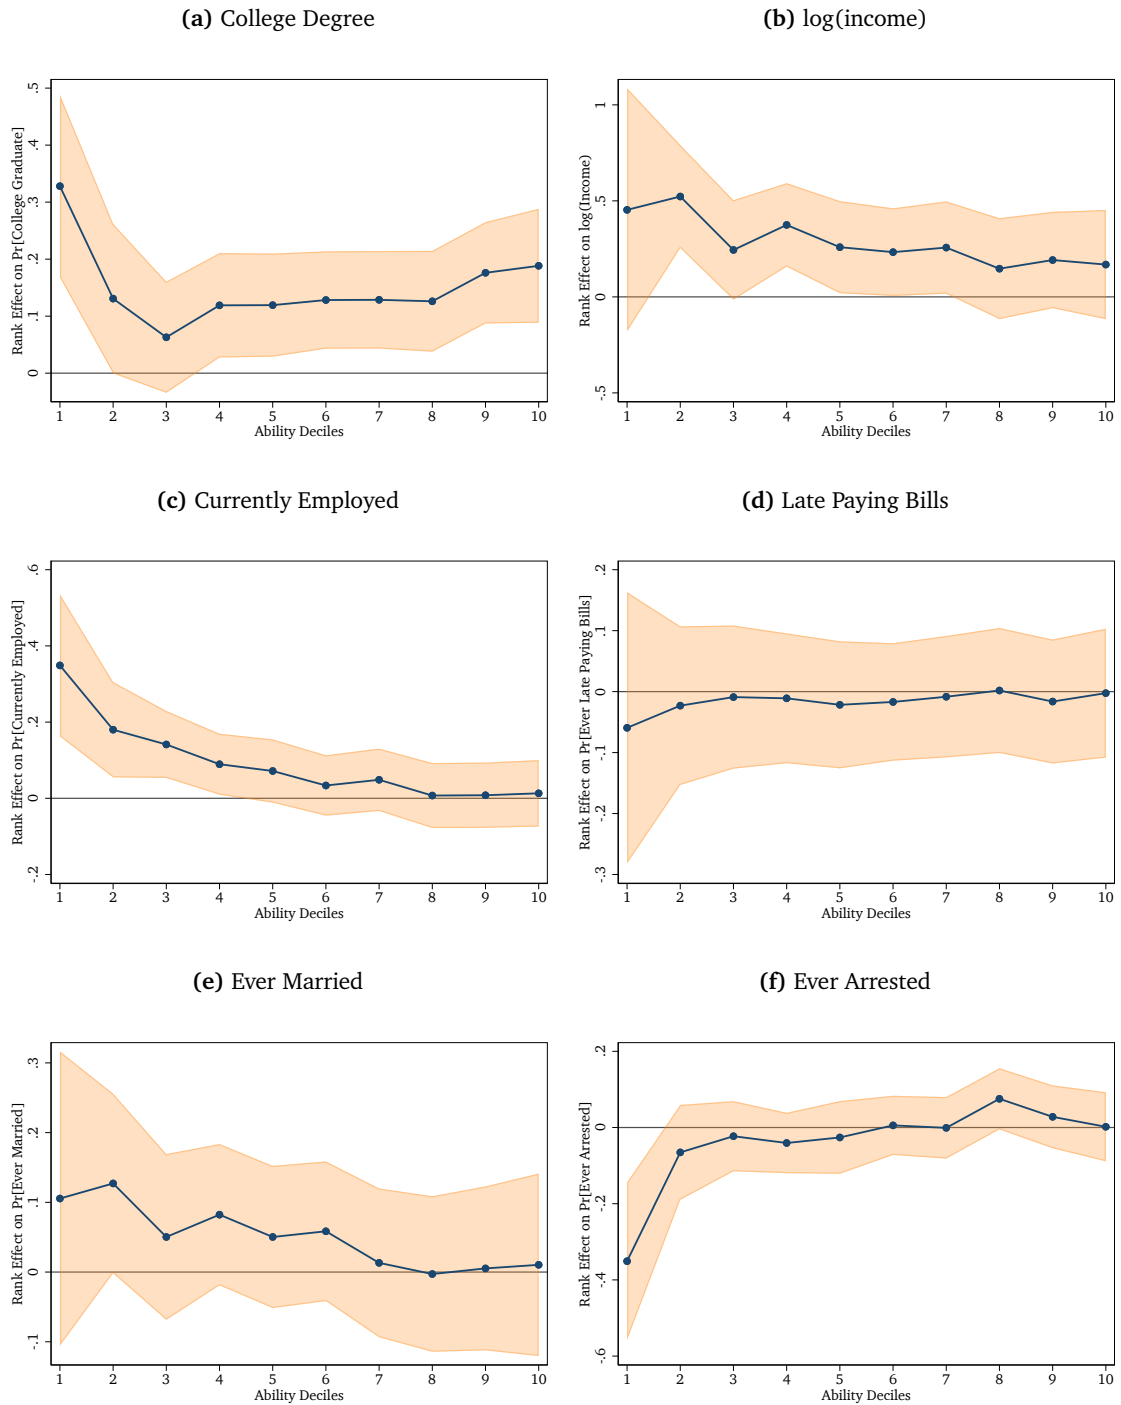 (a) College Degree
Rank Effect on Pr[College Graduate]
.5
.4
.3
.2
.1
0
1 2 3 4 5 6 7 8 9 10
Ability Deciles
(b) log(income)
Rank Effect on log(Income)
1
.5
0
-.5
1 2 3 4 5 6 7 8 9 10
Ability Deciles
(c) Currently Employed
Rank Effect on Pr[Currently Employed]
.6
.4
.2
0
-.2
1 2 3 4 5 6 7 8 9 10
Ability Deciles
(d) Late Paying Bills
Rank Effect on Pr[Ever Late Paying Bills]
.2
.1
0
-.1
-.2
-.3
1 2 3 4 5 6 7 8 9 10
Ability Deciles
(e) Ever Married
Rank Effect on Pr[Ever Married]
.3
.2
.1
0
-.1
1 2 3 4 5 6 7 8 9 10
Ability Deciles
(f) Ever Arrested
Rank Effect on Pr[Ever Arrested]
.2
0
-.2
-.4
-.6
1 2 3 4 5 6 7 8 9 10
Ability Deciles